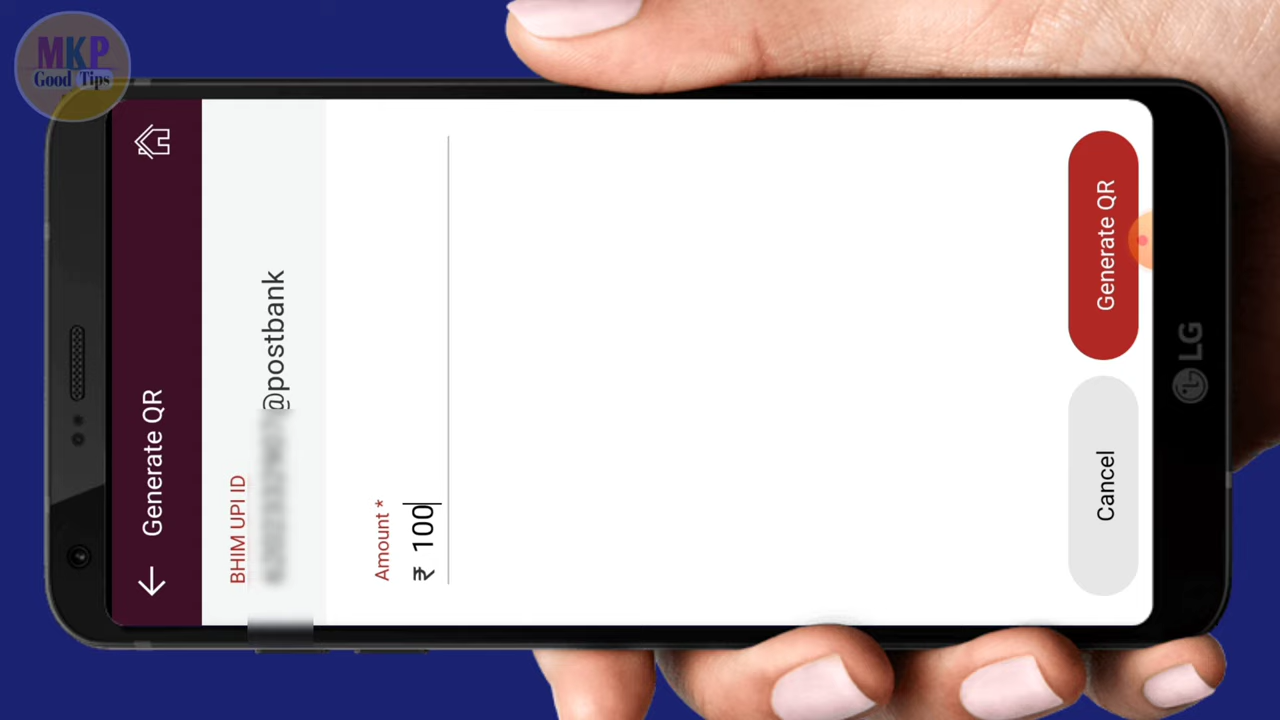 MKP
Good Tips
Generate QR
BHIM UPI ID
@postbank
Amount *
₹ 100
Cancel
Generate QR
LG